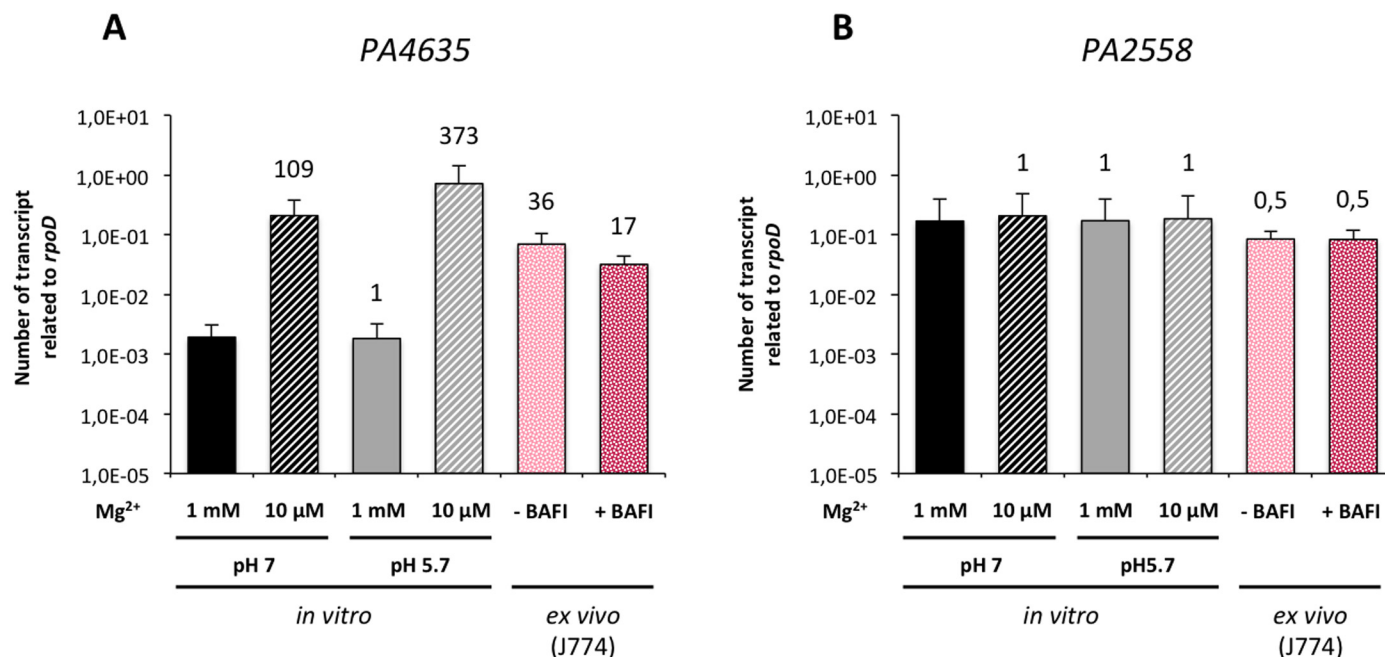 A
PA4635
Number of transcript
related to rpoD
1,0E+01
1,0E+00
1,0E-01
1,0E-02
1,0E-03
1,0E-04
1,0E-05
109
1
373
36
17
Mg²⁺
1 mM
10 µM
1 mM
10 µM
- BAFI
+ BAFI
pH 7
pH 5.7
in vitro
ex vivo
(J774)
B
PA2558
Number of transcript
related to rpoD
1,0E+01
1,0E+00
1,0E-01
1,0E-02
1,0E-03
1,0E-04
1,0E-05
1
1
1
0,5
0,5
Mg²⁺
1 mM
10 µM
1 mM
10 µM
- BAFI
+ BAFI
pH 7
pH5.7
in vitro
ex vivo
(J774)